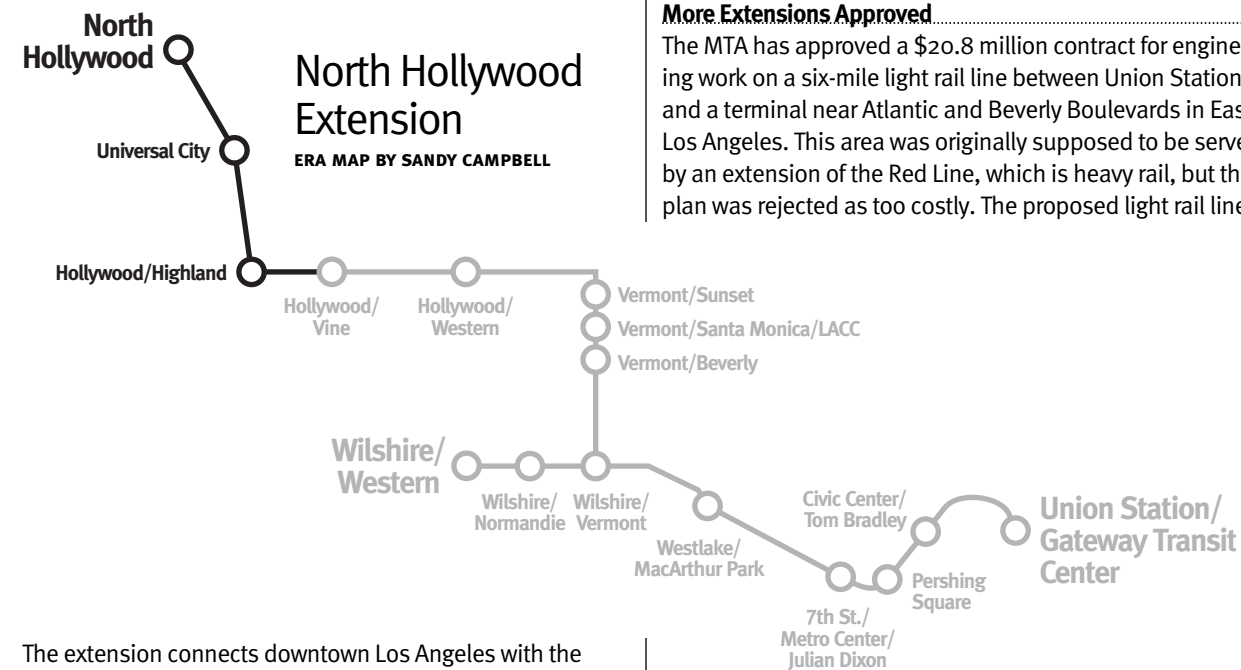 North
Hollywood
North Hollywood
Extension
ERA MAP BY SANDY CAMPBELL
Universal City
Hollywood/Highland
Hollywood/
Vine
Hollywood/
Western
Vermont/Sunset
Vermont/Santa Monica/LACC
Vermont/Beverly
Wilshire/
Western
Wilshire/
Normandie
Wilshire/
Vermont
Westlake/
MacArthur Park
7th St./
Metro Center/
Julian Dixon
Pershing
Square
Civic Center/
Tom Bradley
Union Station/
Gateway Transit
Center
The extension connects downtown Los Angeles with the
More Extensions Approved
The MTA has approved a $20.8 million contract for engine
ing work on a six-mile light rail line between Union Station
and a terminal near Atlantic and Beverly Boulevards in Eas
Los Angeles. This area was originally supposed to be serve
by an extension of the Red Line, which is heavy rail, but th
plan was rejected as too costly. The proposed light rail line